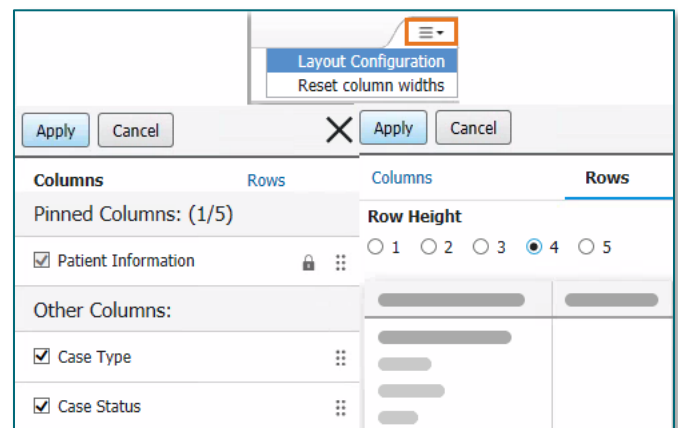 Layout Configuration
Reset column widths
Apply Cancel
Columns Rows
Pinned Columns: (1/5)
Patient Information
Other Columns:
Case Type
Case Status
Apply Cancel
Columns Rows
Row Height
1 2 3 4 5